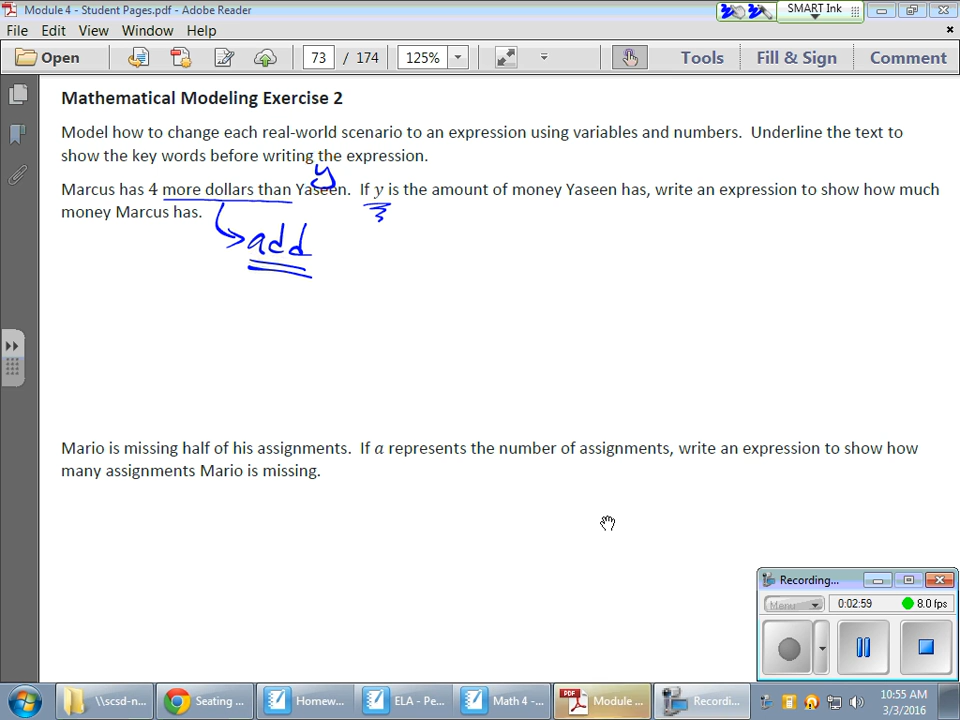 Module 4 - Student Pages.pdf - Adobe Reader
SMART Ink
File Edit View Window Help
Open 73 / 174 125% Tools Fill & Sign Comment
Mathematical Modeling Exercise 2
Model how to change each real-world scenario to an expression using variables and numbers. Underline the text to
show the key words before writing the expression.
y
Marcus has 4 more dollars than Yaseen. If y is the amount of money Yaseen has, write an expression to show how much
money Marcus has.
add
Mario is missing half of his assignments. If a represents the number of assignments, write an expression to show how
many assignments Mario is missing.
Recording...
Menu 0:02:59 8.0 fps
\\scsd-n... Seating ... Homew... ELA - Pe... Math 4 -... Module ... Recordi... 10:55 AM
3/3/2016